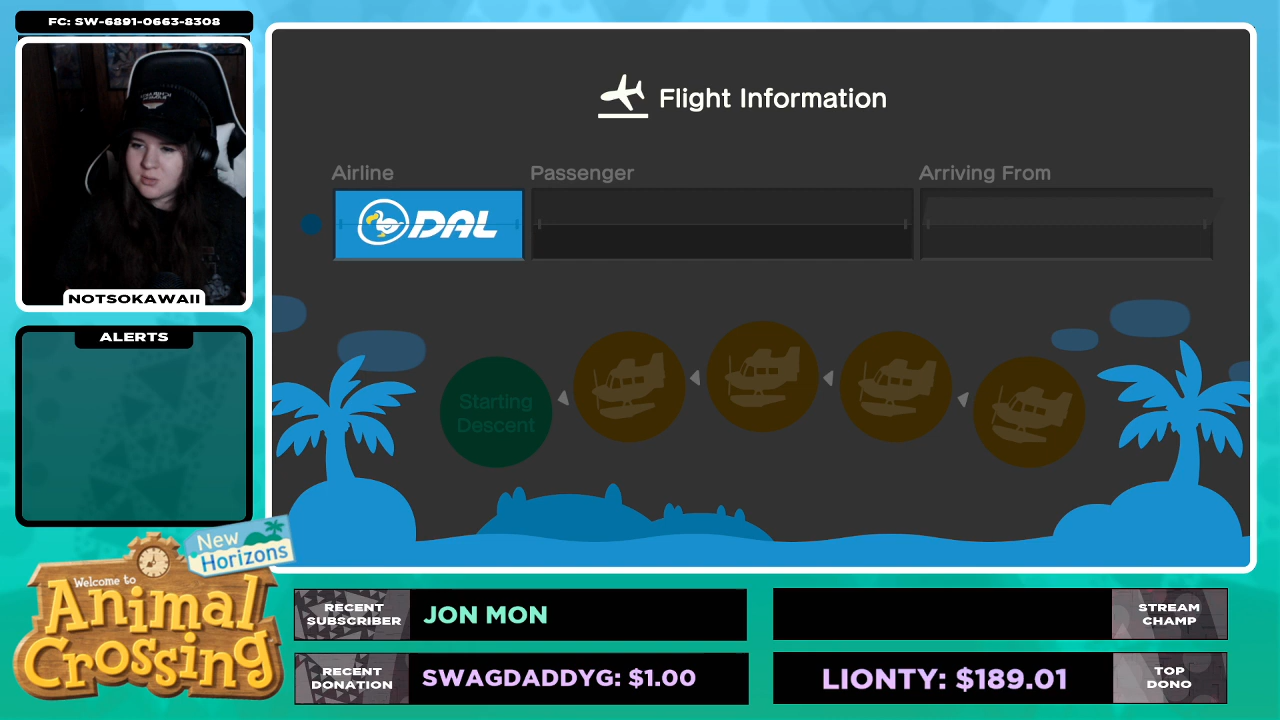 FC: SW-6891-0663-8308
NOTSOKAWAII
ALERTS
Flight Information
Airline
Passenger
Arriving From
DAL
Starting
Descent
Welcome to
Animal
Crossing
New
Horizons
RECENT
SUBSCRIBER
JON MON
STREAM
CHAMP
RECENT
DONATION
SWAGDADDYG: $1.00
LIONTY: $189.01
TOP
DONO